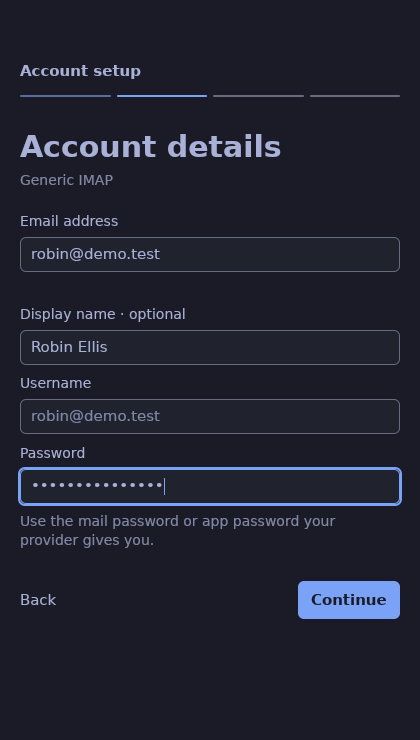 Account setup
Account details
Generic IMAP
Email address
robin@demo.test
Display name · optional
Robin Ellis
Username
robin@demo.test
Password
•••••••••••••••
Use the mail password or app password your
provider gives you.
Back
Continue